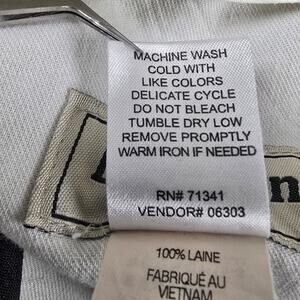 MACHINE WASH
COLD WITH
LIKE COLORS
DELICATE CYCLE
DO NOT BLEACH
TUMBLE DRY LOW
REMOVE PROMPTLY
WARM IRON IF NEEDED
RN# 71341
VENDOR# 06303
100% LAINE
FABRIQUÉ AU
VIETNAM